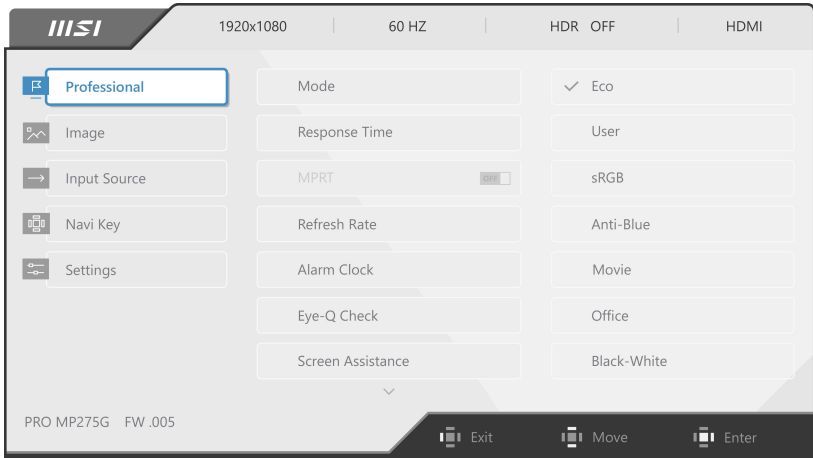 msi 1920x1080 60 HZ HDR OFF HDMI
Professional Mode Eco
Image Response Time User
Input Source MPRT OFF sRGB
Navi Key Refresh Rate Anti-Blue
Settings Alarm Clock Movie
Eye-Q Check Office
Screen Assistance Black-White
PRO MP275G FW .005
Exit Move Enter